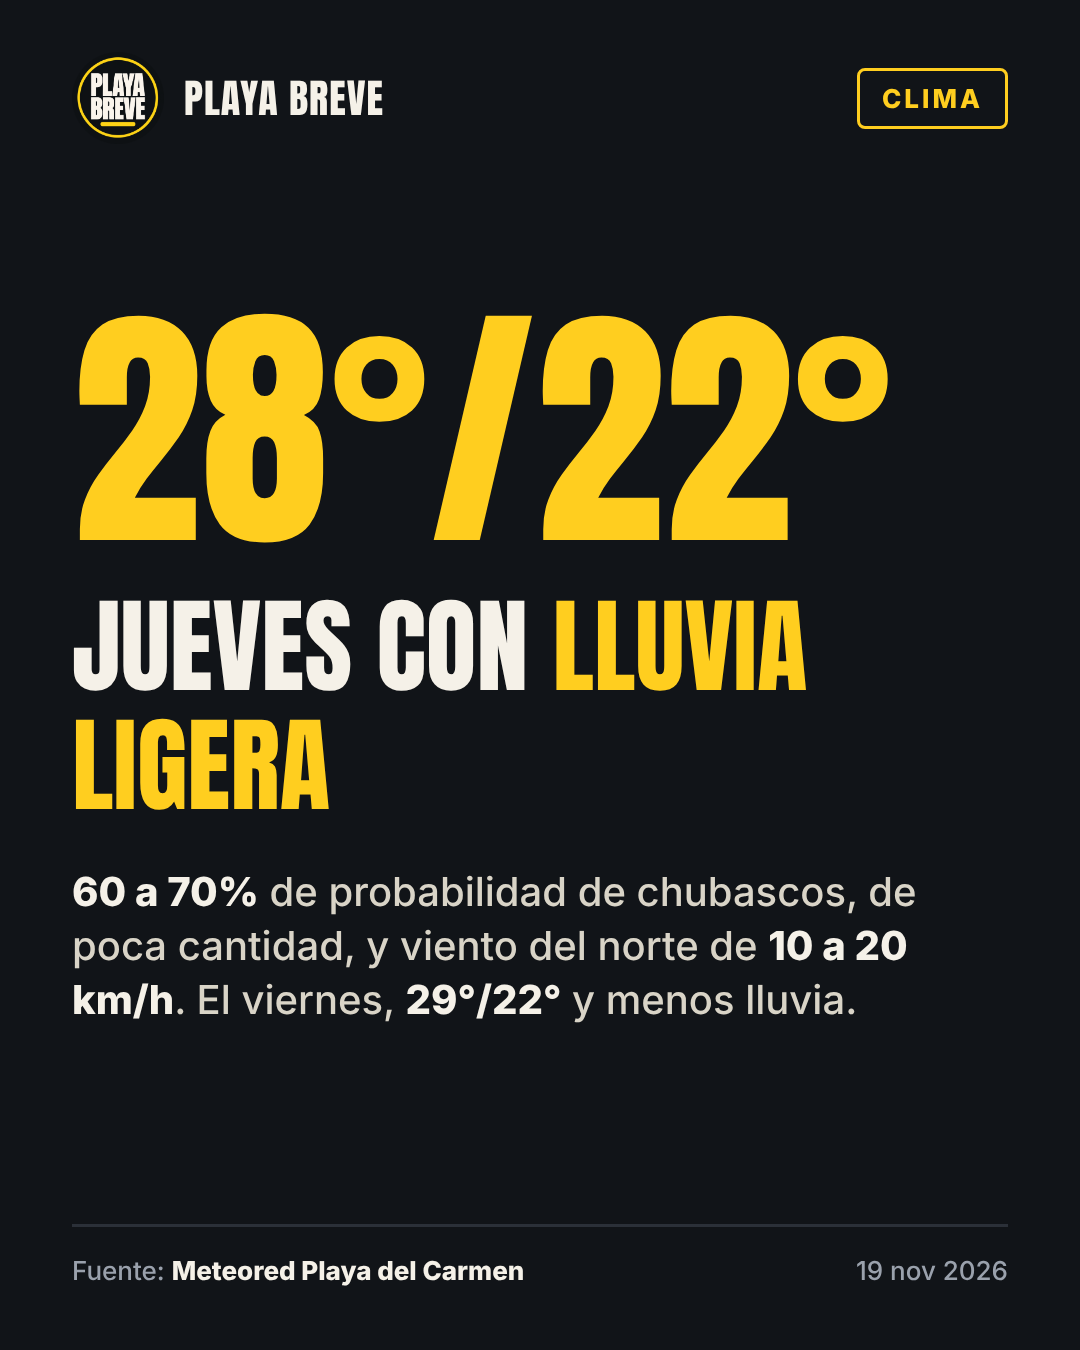 PLAYA
BREVE
PLAYA BREVE
CLIMA
28°/22°
JUEVES CON LLUVIA
LIGERA
60 a 70% de probabilidad de chubascos, de
poca cantidad, y viento del norte de 10 a 20
km/h. El viernes, 29°/22° y menos lluvia.
Fuente: Meteored Playa del Carmen
19 nov 2026